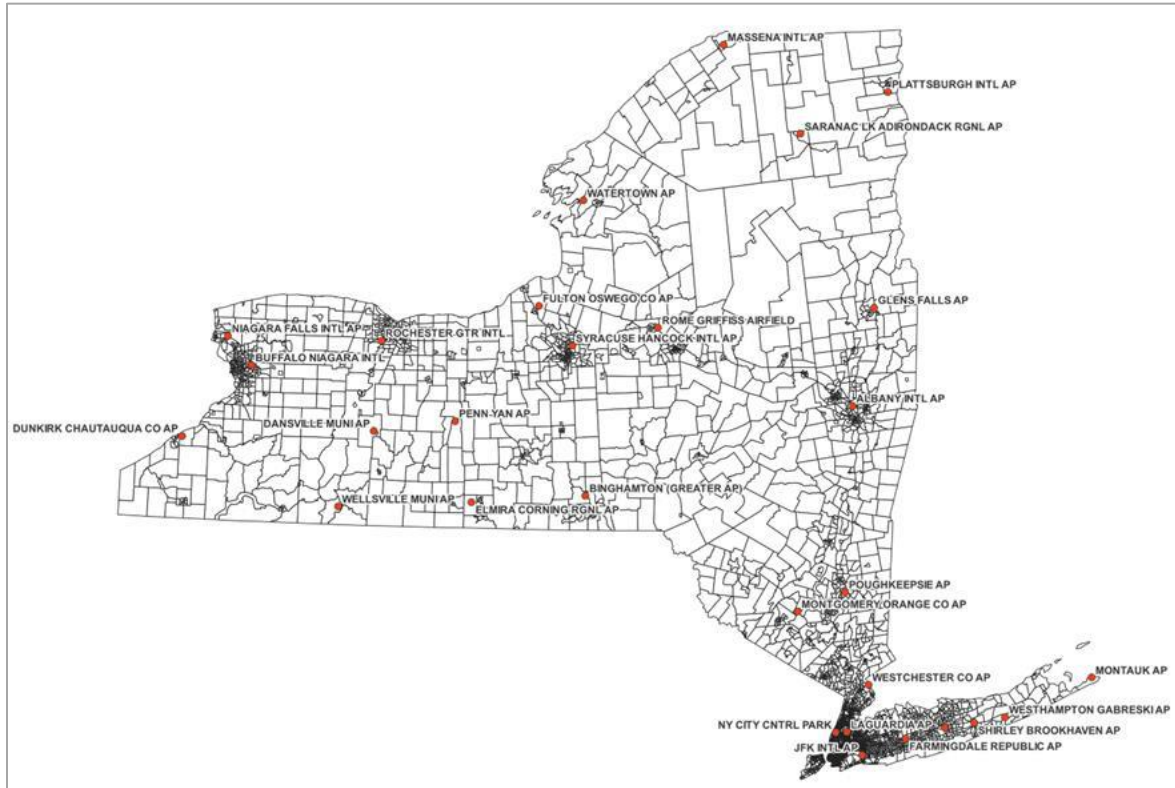 MASSENA INTL AP
PLATTSBURGH INTL AP
SARANAC LK ADIRONDACK RGNL AP
WATERTOWN AP
FULTON OSWEGO CO AP
GLENS FALLS AP
ROME GRIFFISS AIRFIELD
NIAGARA FALLS INTL AP
ROCHESTER GTR INTL
SYRACUSE HANCOCK INTL AP
BUFFALO NIAGARA INTL
ALBANY INTL AP
PENN YAN AP
DANSVILLE MUNI AP
DUNKIRK CHAUTAUQUA CO AP
BINGHAMTON (GREATER AP)
WELLSVILLE MUNI AP
ELMIRA CORNING RGNL AP
POUGHKEEPSIE AP
MONTGOMERY ORANGE CO AP
MONTAUK AP
WESTCHESTER CO AP
WESTHAMPTON GABRESKI AP
NY CITY CNTRL PARK
LAGUARDIA AP
SHIRLEY BROOKHAVEN AP
JFK INTL AP
FARMINGDALE REPUBLIC AP